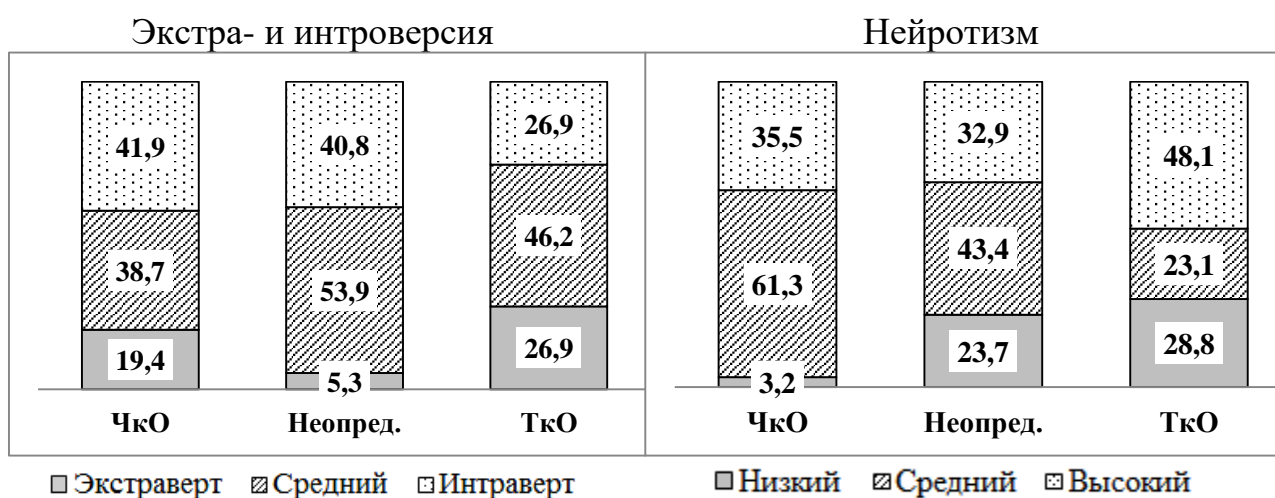 Экстра- и интроверсия
41,9 40,8 26,9
38,7 53,9 46,2
19,4 5,3 26,9
ЧкО Неопред. ТкО
Экстраверт Средний Интраверт
Нейротизм
35,5 32,9 48,1
61,3 43,4 23,1
3,2 23,7 28,8
ЧкО Неопред. ТкО
Низкий Средний Высокий